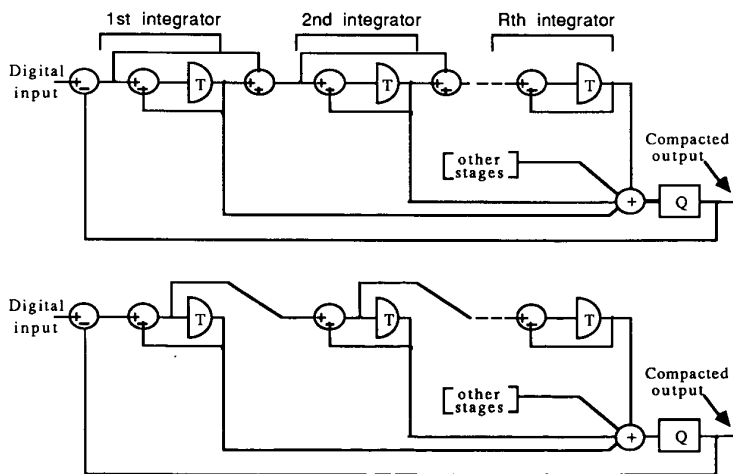 1st integrator
2nd integrator
Rth integrator
Digital
input
+
−
+
+
T
+
+
+
+
T
+
+
+
+
T
Compacted
output
other
stages
+
Q
Digital
input
+
−
+
+
T
+
+
T
+
+
T
Compacted
output
other
stages
+
Q